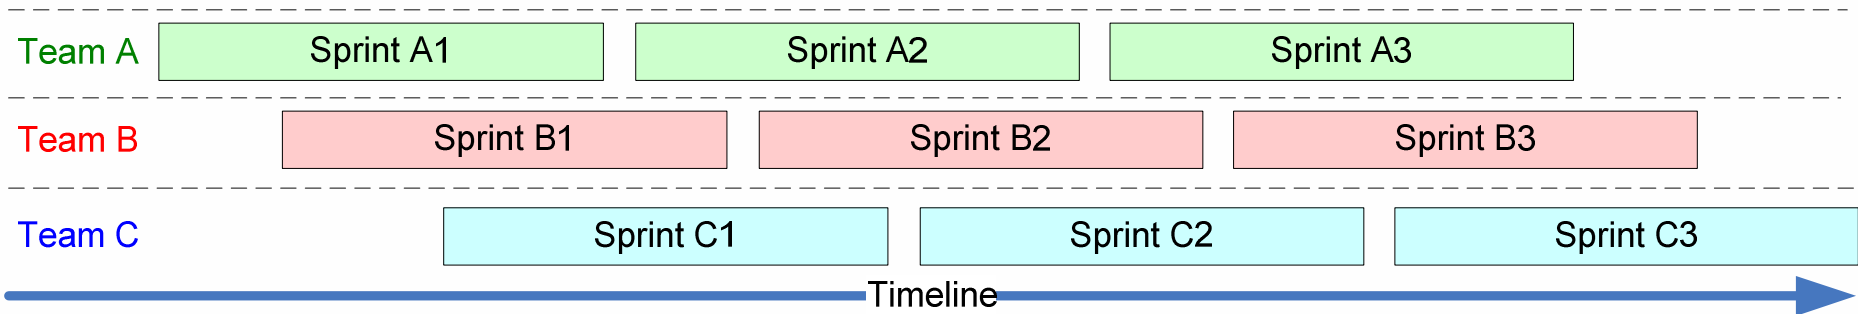 Team A Sprint A1 Sprint A2 Sprint A3
Team B Sprint B1 Sprint B2 Sprint B3
Team C Sprint C1 Sprint C2 Sprint C3
Timeline